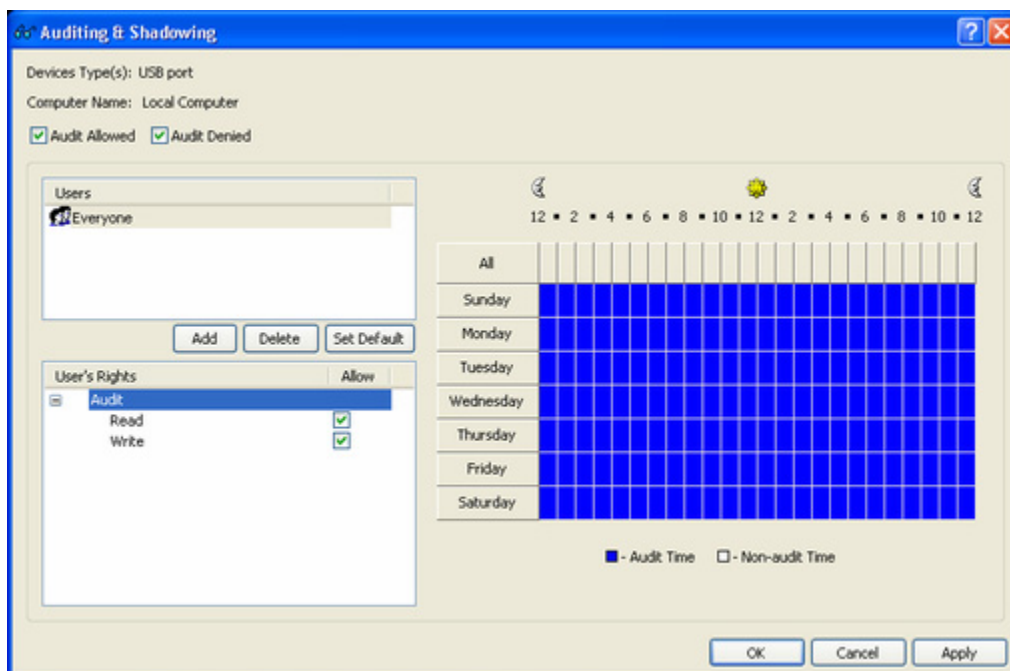 Auditing & Shadowing
Devices Type(s): USB port
Computer Name: Local Computer
Audit Allowed Audit Denied
Users
Everyone
Add Delete Set Default
User's Rights Allow
Audit
Read
Write
12 • 2 • 4 • 6 • 8 • 10 • 12 • 2 • 4 • 6 • 8 • 10 • 12
All
Sunday
Monday
Tuesday
Wednesday
Thursday
Friday
Saturday
- Audit Time - Non-audit Time
OK Cancel Apply